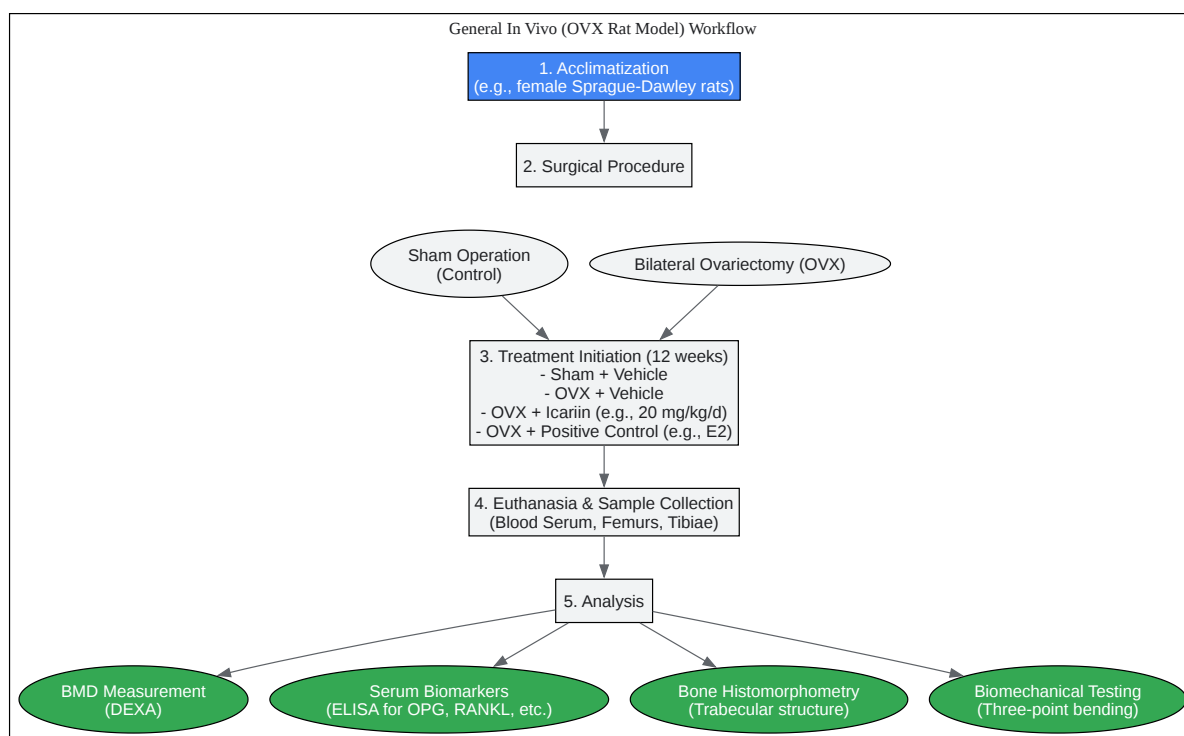 General In Vivo (OVX Rat Model) Workflow
1. Acclimatization
(e.g., female Sprague-Dawley rats)
2. Surgical Procedure
Sham Operation
(Control)
Bilateral Ovariectomy (OVX)
3. Treatment Initiation (12 weeks)
- Sham + Vehicle
- OVX + Vehicle
- OVX + Icariin (e.g., 20 mg/kg/d)
- OVX + Positive Control (e.g., E2)
4. Euthanasia & Sample Collection
(Blood Serum, Femurs, Tibiae)
5. Analysis
BMD Measurement
(DEXA)
Serum Biomarkers
(ELISA for OPG, RANKL, etc.)
Bone Histomorphometry
(Trabecular structure)
Biomechanical Testing
(Three-point bending)